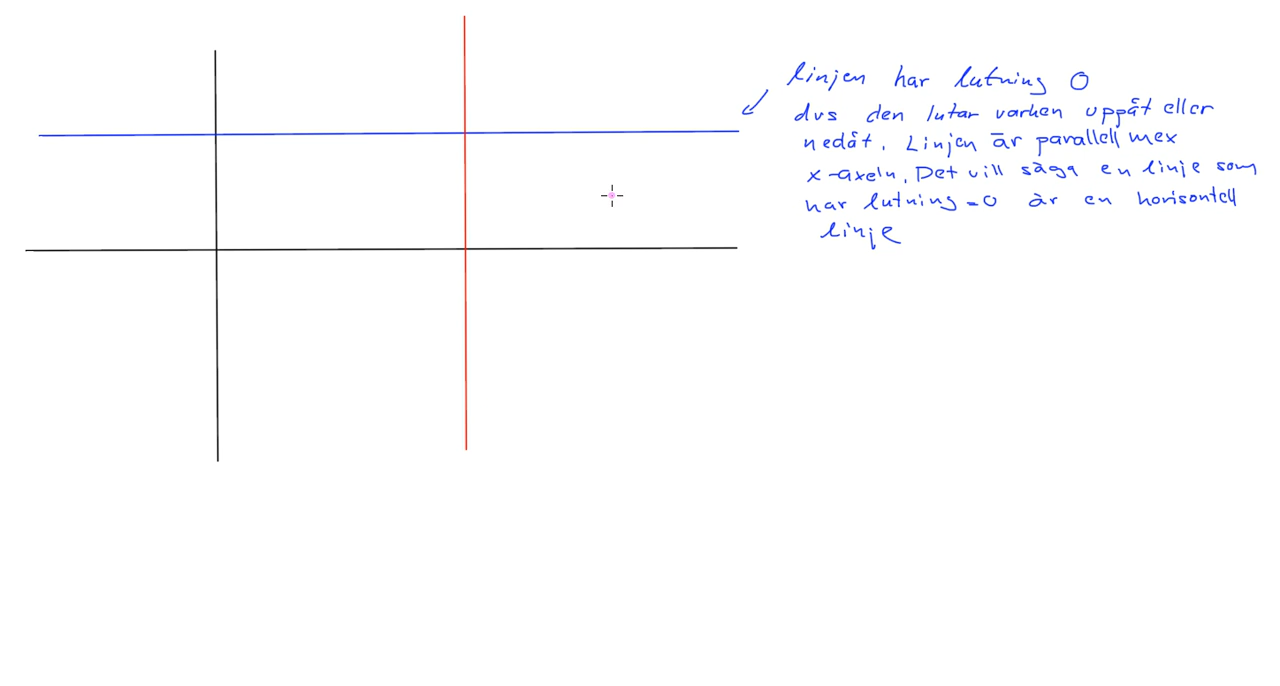 linjen har lutning 0
dvs den lutar varken uppåt eller
nedåt. Linjen är parallell mex
x-axeln. Det vill säga en linje som
har lutning = 0 är en horisontell
linje